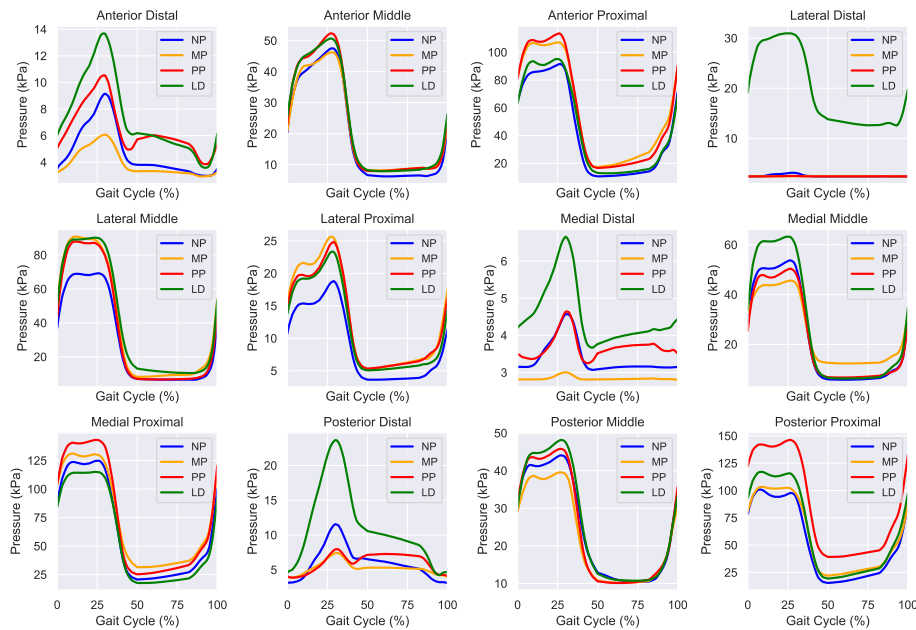 Anterior Distal
Pressure (kPa)
14
12
10
8
6
4
NP
MP
PP
LD
Gait Cycle (%)
Anterior Middle
Pressure (kPa)
50
40
30
20
10
NP
MP
PP
LD
Gait Cycle (%)
Anterior Proximal
Pressure (kPa)
100
80
60
40
20
NP
MP
PP
LD
Gait Cycle (%)
Lateral Distal
Pressure (kPa)
30
20
10
NP
MP
PP
LD
Gait Cycle (%)
Lateral Middle
Pressure (kPa)
80
60
40
20
NP
MP
PP
LD
Gait Cycle (%)
Lateral Proximal
Pressure (kPa)
25
20
15
10
5
NP
MP
PP
LD
Gait Cycle (%)
Medial Distal
Pressure (kPa)
6
5
4
3
NP
MP
PP
LD
Gait Cycle (%)
Medial Middle
Pressure (kPa)
60
40
20
NP
MP
PP
LD
Gait Cycle (%)
Medial Proximal
Pressure (kPa)
125
100
75
50
25
NP
MP
PP
LD
0 25 50 75 100
Gait Cycle (%)
Posterior Distal
Pressure (kPa)
20
15
10
5
NP
MP
PP
LD
0 25 50 75 100
Gait Cycle (%)
Posterior Middle
Pressure (kPa)
50
40
30
20
10
NP
MP
PP
LD
0 25 50 75 100
Gait Cycle (%)
Posterior Proximal
Pressure (kPa)
150
125
100
75
50
25
NP
MP
PP
LD
0 25 50 75 100
Gait Cycle (%)